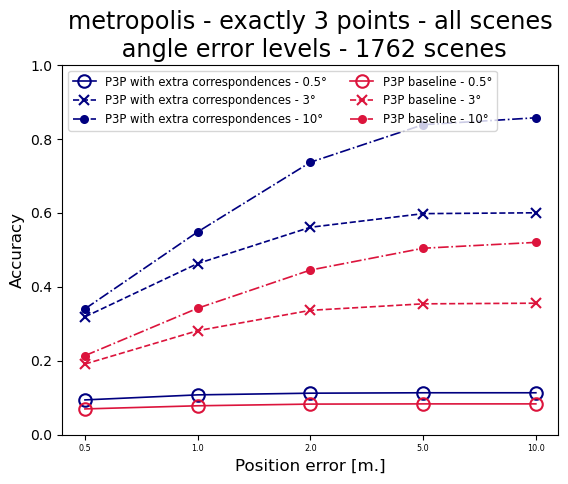 metropolis - exactly 3 points - all scenes
angle error levels - 1762 scenes
P3P with extra correspondences - 0.5°
P3P with extra correspondences - 3°
P3P with extra correspondences - 10°
P3P baseline - 0.5°
P3P baseline - 3°
P3P baseline - 10°
1.0
0.8
0.6
0.4
0.2
0.0
Accuracy
0.5 1.0 2.0 5.0 10.0
Position error [m.]